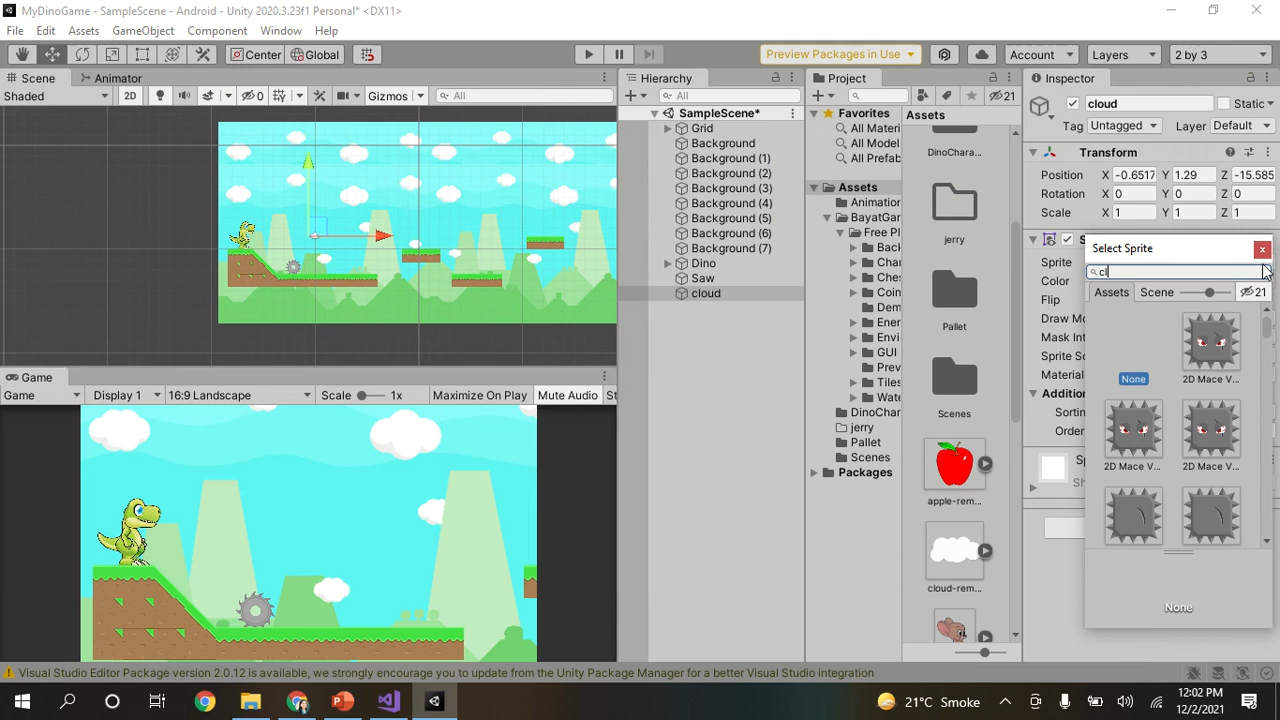 MyDinoGame - SampleScene - Android - Unity 2020.3.23f1 Personal* <DX11>
File Edit Assets GameObject Component Window Help
Center Global Preview Packages in Use Account Layers 2 by 3
Scene Animator
Shaded 2D 0 Gizmos All
Hierarchy
All
SampleScene*
Grid
Background
Background (1)
Background (2)
Background (3)
Background (4)
Background (5)
Background (6)
Background (7)
Dino
Saw
cloud
Project
21
Favorites
All Materi
All Model
All Prefab
Assets
Animation
BayatGan
Free Pl
Back
Char
Ches
Coin
Dem
Ener
Envi
GUI
Prev
Tiles
Wate
DinoChar
jerry
Pallet
Scenes
Packages
Assets
DinoChara...
jerry
Pallet
Scenes
apple-rem...
cloud-rem...
Inspector
cloud Static
Tag Untagged Layer Default
Transform
Position X -0.6517 Y 1.29 Z -15.585
Rotation X 0 Y 0 Z 0
Scale X 1 Y 1 Z 1
S
Sprite
Color
Flip
Draw Mo
Mask Int
Sprite So
Material
Additio
Sortin
Order
Sp
Sh
Select Sprite
cl
Assets Scene 21
None 2D Mace V...
2D Mace V... 2D Mace V...
None
Game
Game Display 1 16:9 Landscape Scale 1x Maximize On Play Mute Audio St
Visual Studio Editor Package version 2.0.12 is available, we strongly encourage you to update from the Unity Package Manager for a better Visual Studio integration
21°C Smoke
12:02 PM
12/2/2021